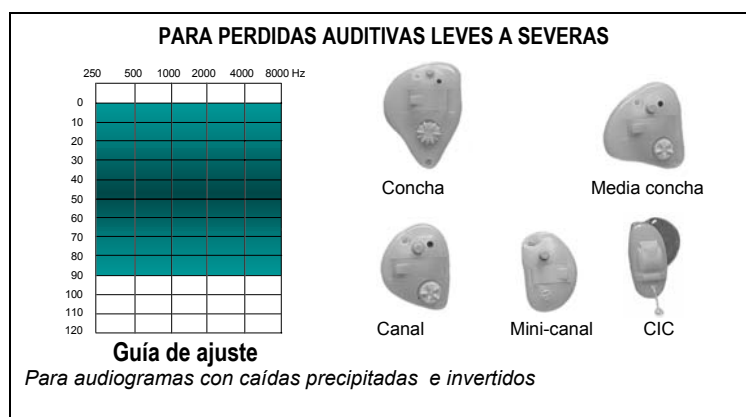 PARA PERDIDAS AUDITIVAS LEVES A SEVERAS
250 500 1000 2000 4000 8000 Hz
0
10
20
30
40
50
60
70
80
90
100
110
120
Concha
Media concha
Canal
Mini-canal
CIC
Guía de ajuste
Para audiogramas con caídas precipitadas e invertidos